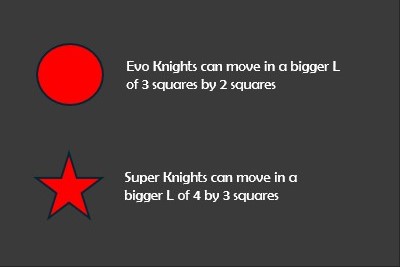 Evo Knights can move in a bigger L
of 3 squares by 2 squares
Super Knights can move in a
bigger L of 4 by 3 squares